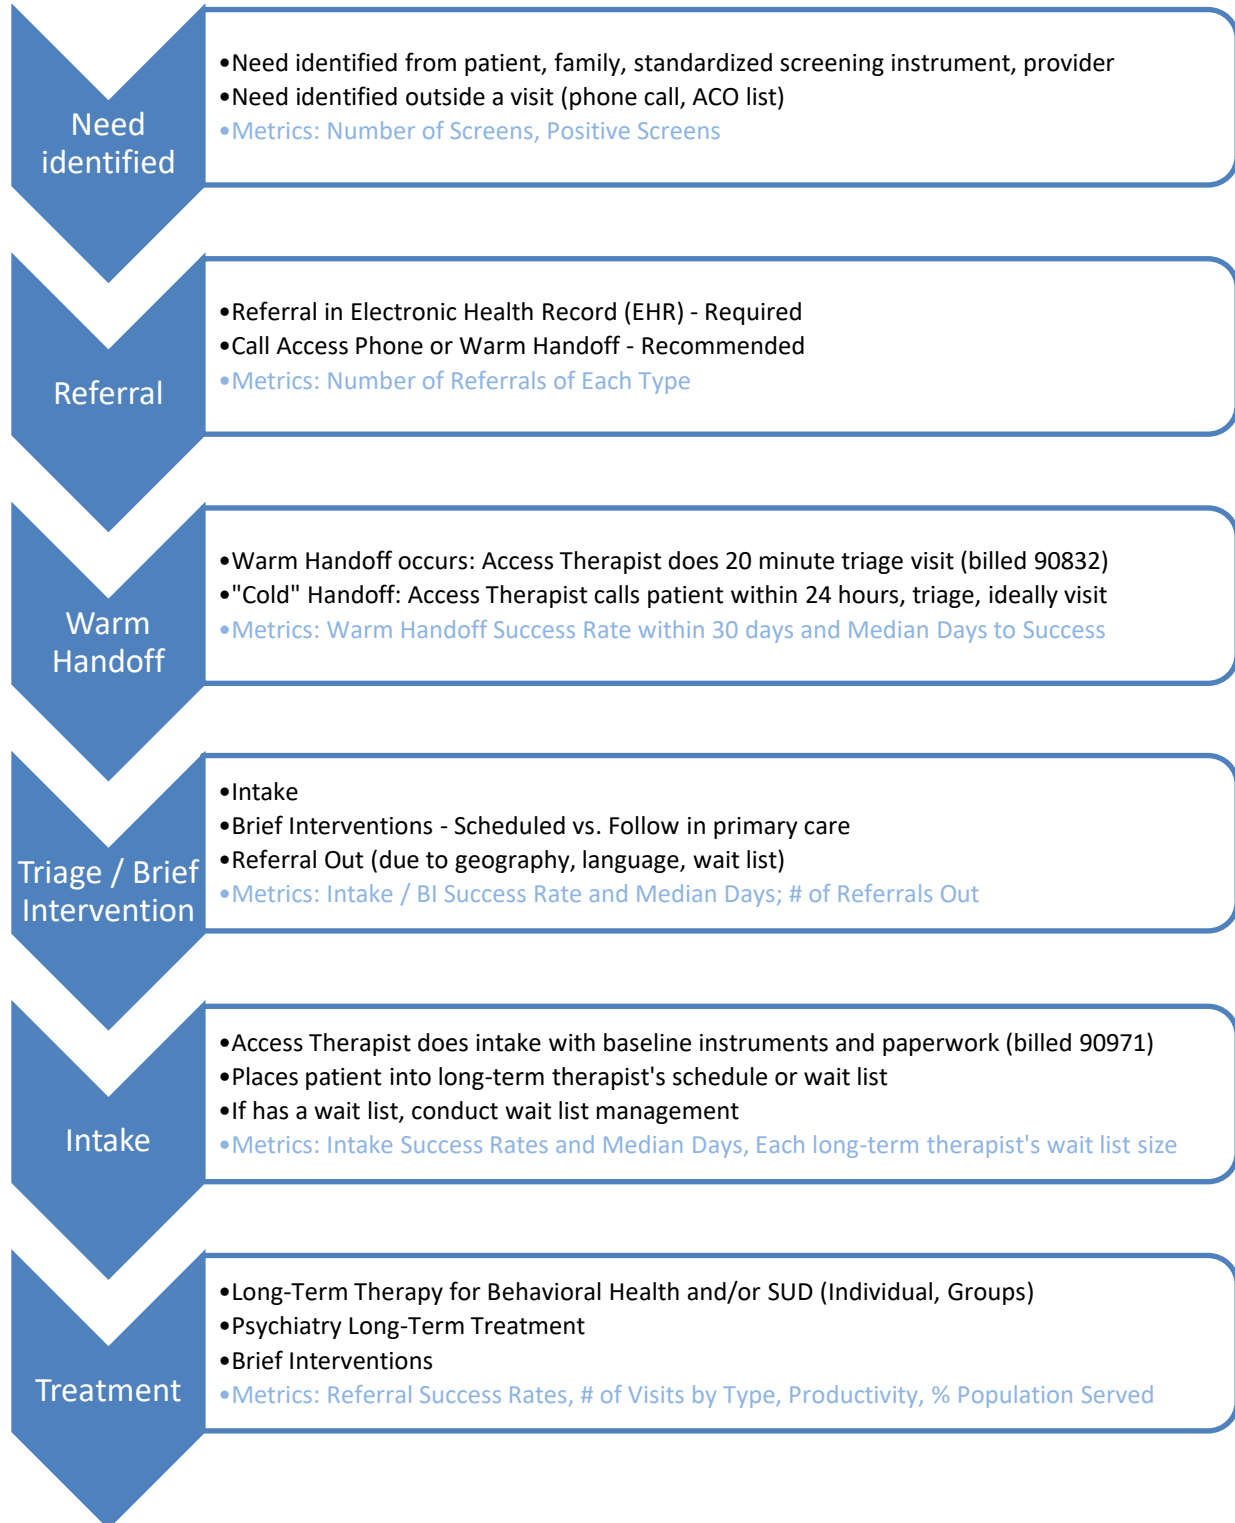 Need
identified
•Need identified from patient, family, standardized screening instrument, provider
•Need identified outside a visit (phone call, ACO list)
•Metrics: Number of Screens, Positive Screens
Referral
•Referral in Electronic Health Record (EHR) - Required
•Call Access Phone or Warm Handoff - Recommended
•Metrics: Number of Referrals of Each Type
Warm
Handoff
•Warm Handoff occurs: Access Therapist does 20 minute triage visit (billed 90832)
•"Cold" Handoff: Access Therapist calls patient within 24 hours, triage, ideally visit
•Metrics: Warm Handoff Success Rate within 30 days and Median Days to Success
Triage / Brief
Intervention
•Intake
•Brief Interventions - Scheduled vs. Follow in primary care
•Referral Out (due to geography, language, wait list)
•Metrics: Intake / BI Success Rate and Median Days; # of Referrals Out
Intake
•Access Therapist does intake with baseline instruments and paperwork (billed 90971)
•Places patient into long-term therapist's schedule or wait list
•If has a wait list, conduct wait list management
•Metrics: Intake Success Rates and Median Days, Each long-term therapist's wait list size
Treatment
•Long-Term Therapy for Behavioral Health and/or SUD (Individual, Groups)
•Psychiatry Long-Term Treatment
•Brief Interventions
•Metrics: Referral Success Rates, # of Visits by Type, Productivity, % Population Served